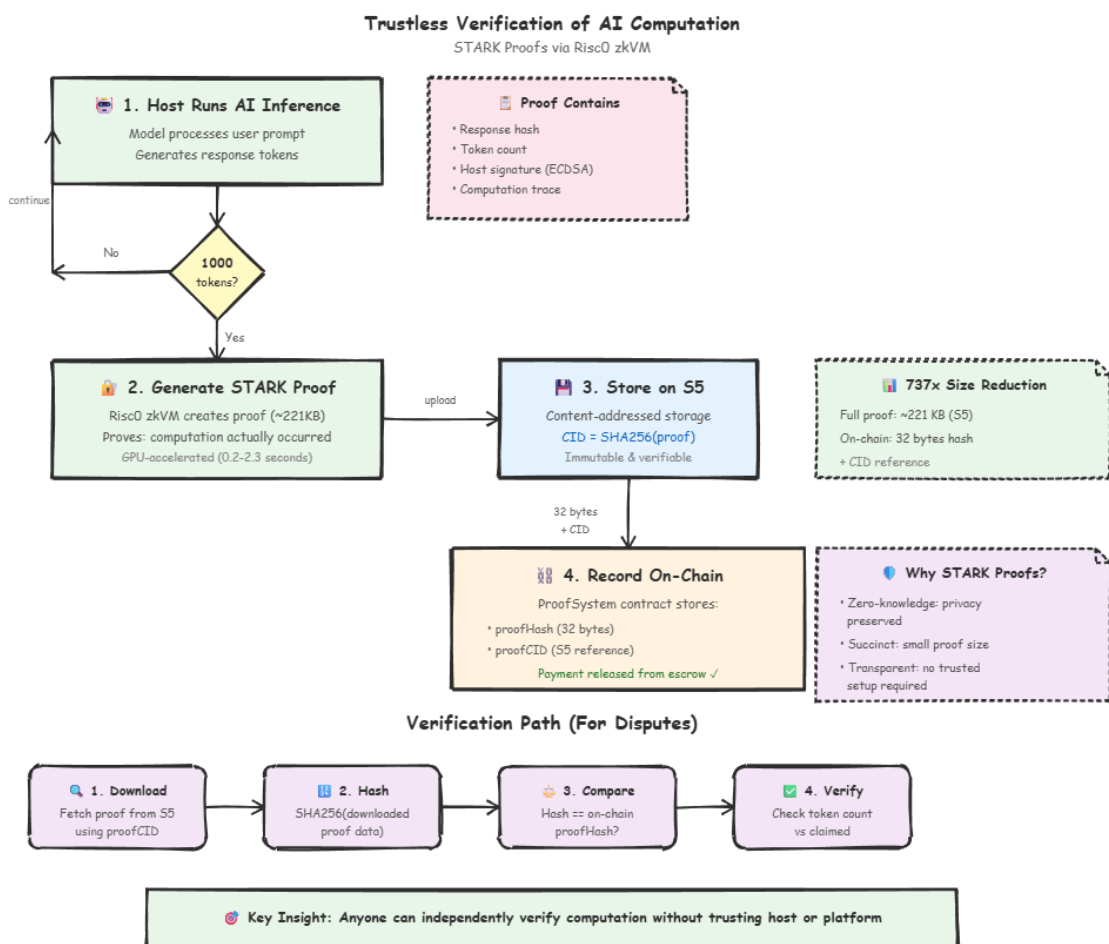 Trustless Verification of AI Computation
STARK Proofs via Risc0 zkVM
1. Host Runs AI Inference
Model processes user prompt
Generates response tokens
Proof Contains
• Response hash
• Token count
• Host signature (ECDSA)
• Computation trace
continue
No
1000
tokens?
Yes
2. Generate STARK Proof
Risc0 zkVM creates proof (~221KB)
Proves: computation actually occurred
GPU-accelerated (0.2-2.3 seconds)
upload
3. Store on S5
Content-addressed storage
CID = SHA256(proof)
Immutable & verifiable
737x Size Reduction
Full proof: ~221 KB (S5)
On-chain: 32 bytes hash
+ CID reference
32 bytes
+ CID
4. Record On-Chain
ProofSystem contract stores:
• proofHash (32 bytes)
• proofCID (S5 reference)
Payment released from escrow ✓
Why STARK Proofs?
• Zero-knowledge: privacy
preserved
• Succinct: small proof size
• Transparent: no trusted
setup required
Verification Path (For Disputes)
1. Download
Fetch proof from S5
using proofCID
2. Hash
SHA256(downloaded
proof data)
3. Compare
Hash == on-chain
proofHash?
4. Verify
Check token count
vs claimed
Key Insight: Anyone can independently verify computation without trusting host or platform